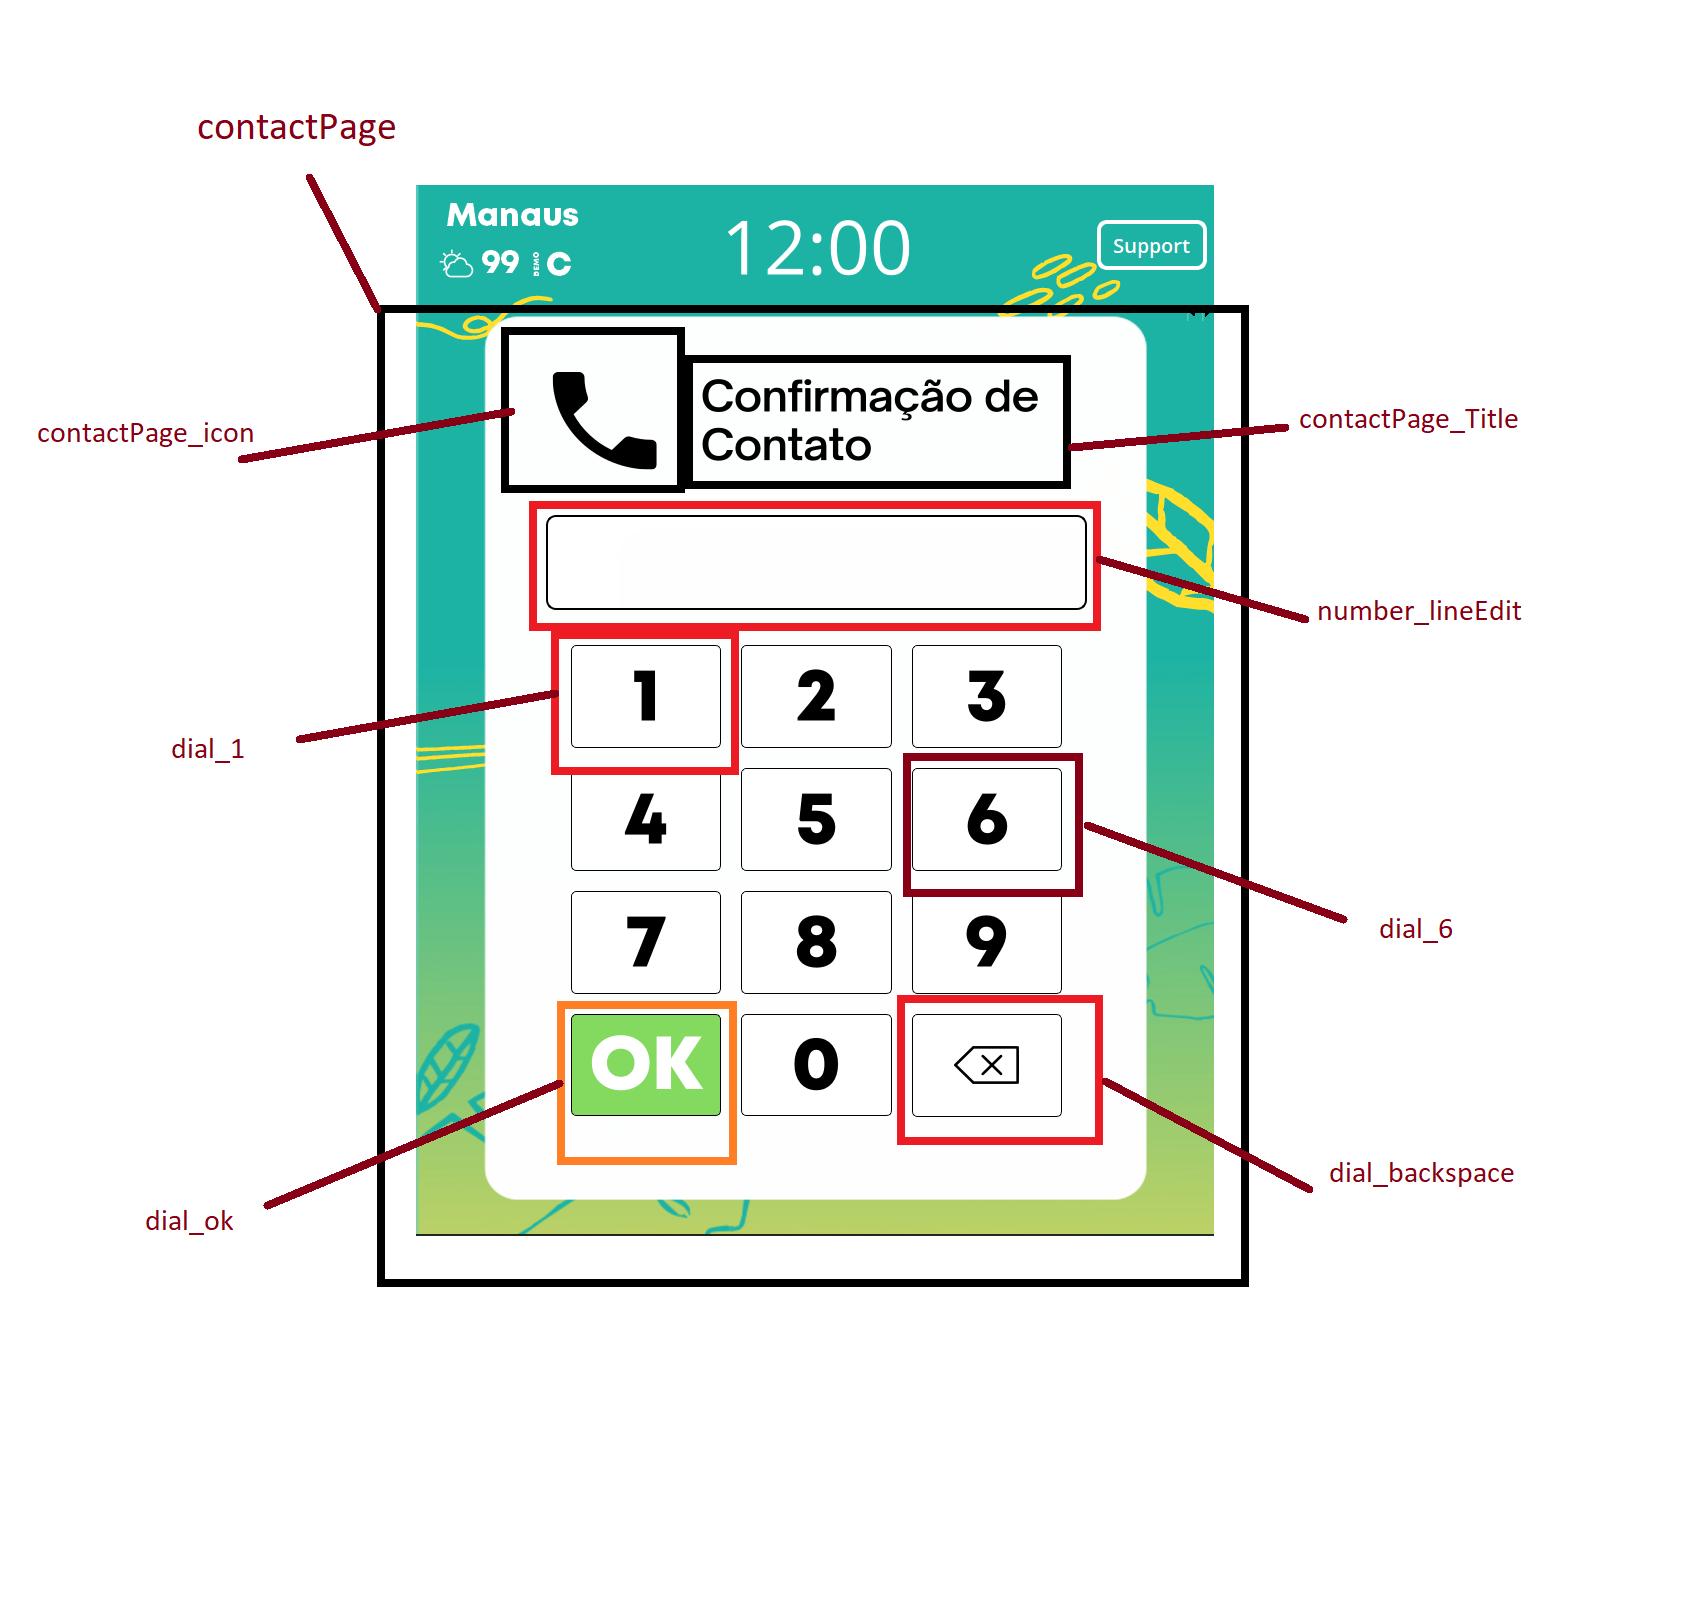 contactPage
Manaus
99 DEMO C
12:00
Support
contactPage_icon
Confirmação de
Contato
contactPage_Title
number_lineEdit
1 2 3
dial_1
4 5 6
7 8 9
dial_6
OK 0
dial_backspace
dial_ok